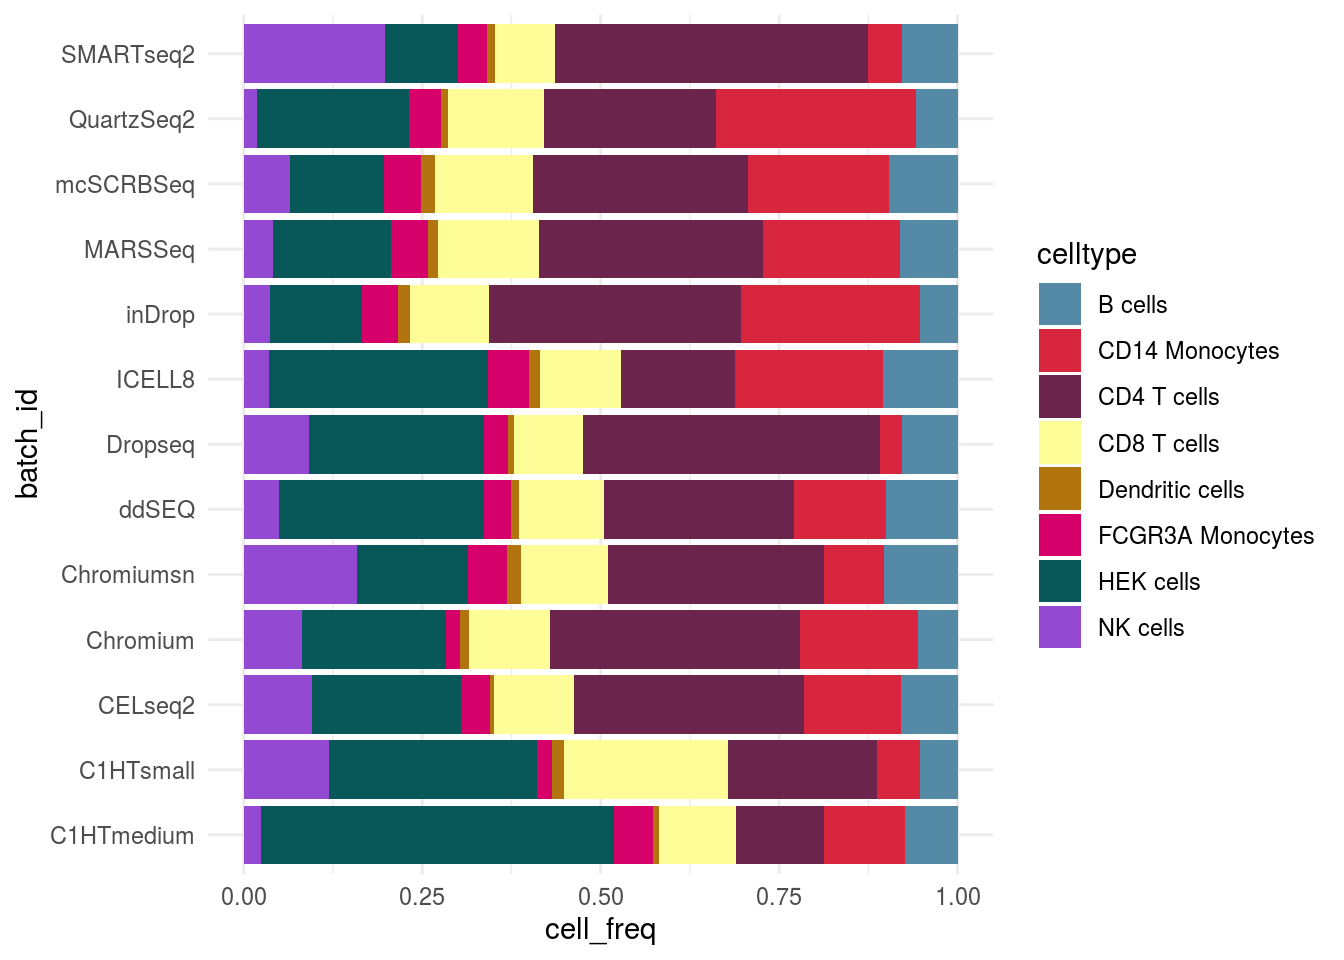 SMARTseq2
QuartzSeq2
mcSCRBSeq
MARSSeq
inDrop
ICELL8
Dropseq
ddSEQ
Chromiumsn
Chromium
CELseq2
C1HTsmall
C1HTmedium
batch_id
0.00 0.25 0.50 0.75 1.00
cell_freq
celltype
B cells
CD14 Monocytes
CD4 T cells
CD8 T cells
Dendritic cells
FCGR3A Monocytes
HEK cells
NK cells